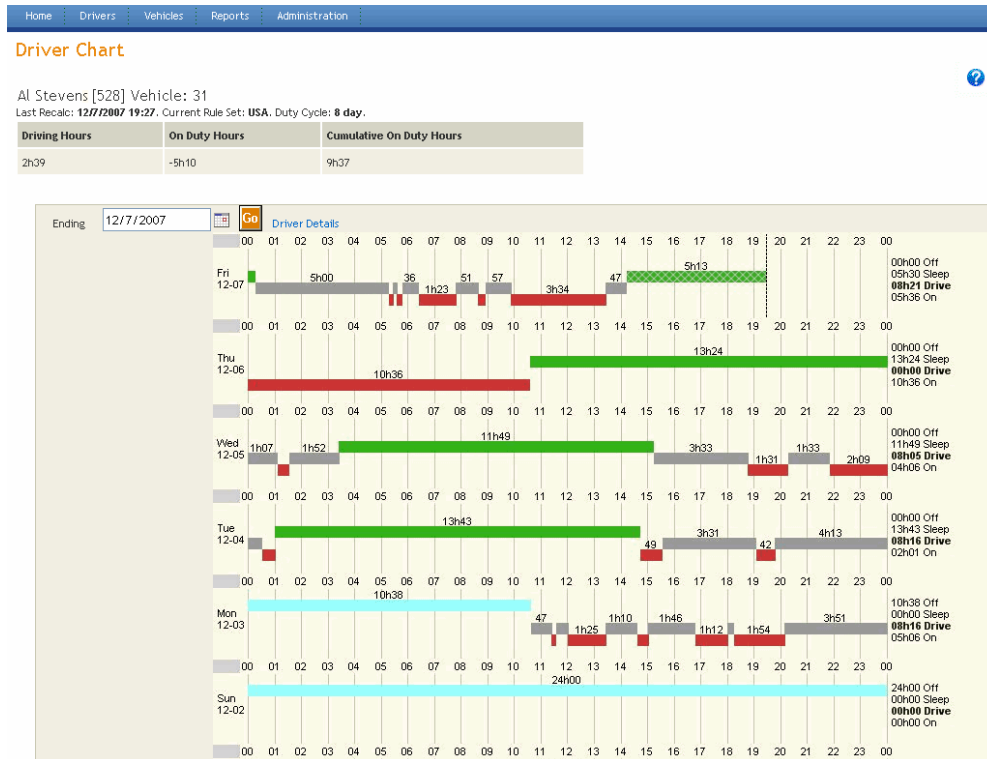 Home Drivers Vehicles Reports Administration
Driver Chart
Al Stevens [528] Vehicle: 31
Last Recalc: 12/7/2007 19:27. Current Rule Set: USA. Duty Cycle: 8 day.
Driving Hours On Duty Hours Cumulative On Duty Hours
2h39 -5h10 9h37
Ending 12/7/2007 Go Driver Details
00 01 02 03 04 05 06 07 08 09 10 11 12 13 14 15 16 17 18 19 20 21 22 23 00
Fri
12-07
5h00 36 1h23 51 57 3h34 47 5h13
00h00 Off
05h30 Sleep
08h21 Drive
05h36 On
00 01 02 03 04 05 06 07 08 09 10 11 12 13 14 15 16 17 18 19 20 21 22 23 00
Thu
12-06
10h36 13h24
00h00 Off
13h24 Sleep
00h00 Drive
10h36 On
00 01 02 03 04 05 06 07 08 09 10 11 12 13 14 15 16 17 18 19 20 21 22 23 00
Wed
12-05
1h07 1h52 11h49 3h33 1h31 1h33 2h09
00h00 Off
11h49 Sleep
08h05 Drive
04h06 On
00 01 02 03 04 05 06 07 08 09 10 11 12 13 14 15 16 17 18 19 20 21 22 23 00
Tue
12-04
13h43 49 3h31 42 4h13
00h00 Off
13h43 Sleep
08h16 Drive
02h01 On
00 01 02 03 04 05 06 07 08 09 10 11 12 13 14 15 16 17 18 19 20 21 22 23 00
Mon
12-03
10h38 47 1h25 1h10 1h46 1h12 1h54 3h51
10h38 Off
00h00 Sleep
08h16 Drive
05h06 On
00 01 02 03 04 05 06 07 08 09 10 11 12 13 14 15 16 17 18 19 20 21 22 23 00
Sun
12-02
24h00
24h00 Off
00h00 Sleep
00h00 Drive
00h00 On
00 01 02 03 04 05 06 07 08 09 10 11 12 13 14 15 16 17 18 19 20 21 22 23 00